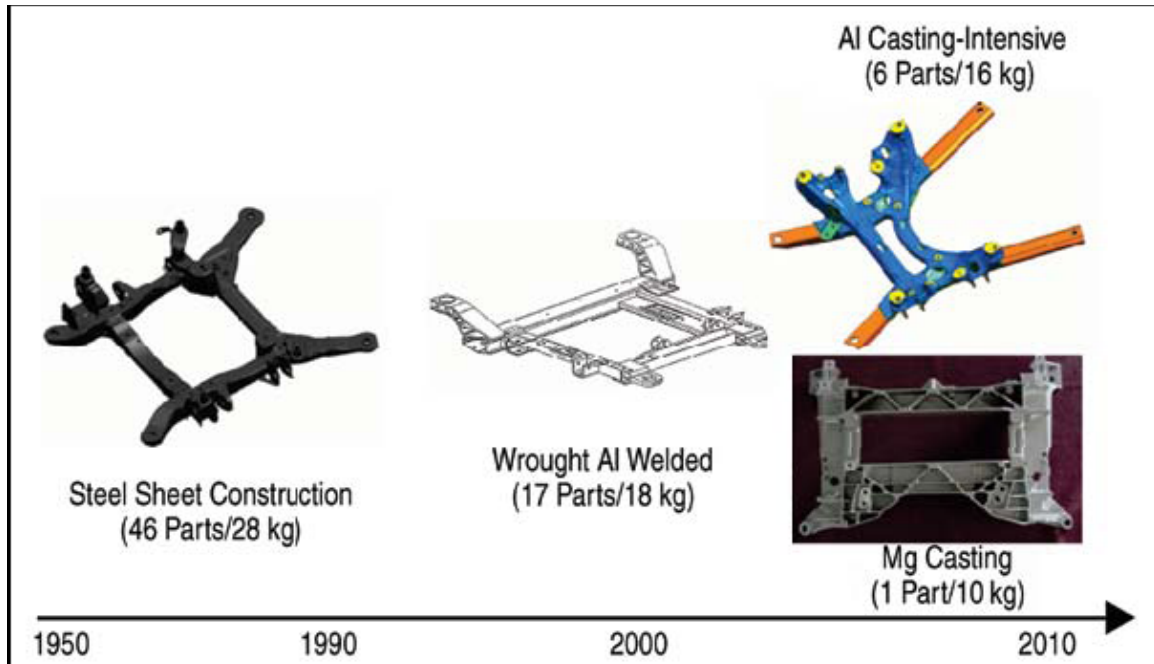 Al Casting-Intensive
(6 Parts/16 kg)
Steel Sheet Construction
(46 Parts/28 kg)
Wrought Al Welded
(17 Parts/18 kg)
Mg Casting
(1 Part/10 kg)
1950
1990
2000
2010